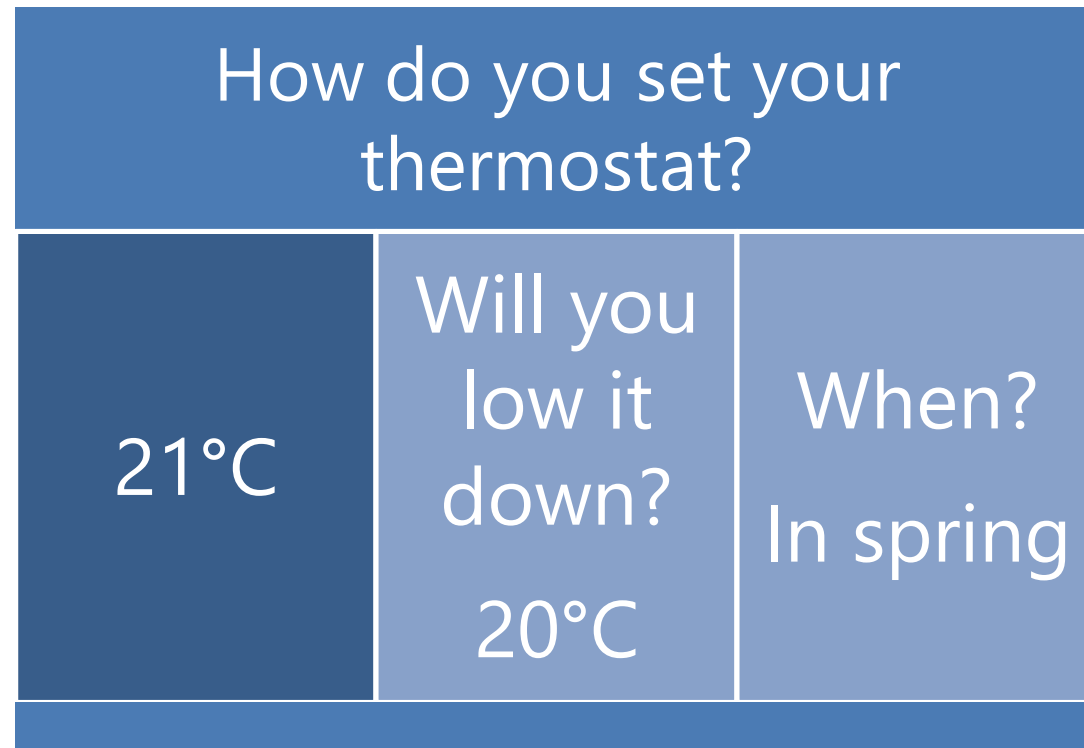 How do you set your
thermostat?
21°C
Will you
low it
down?
20°C
When?
In spring